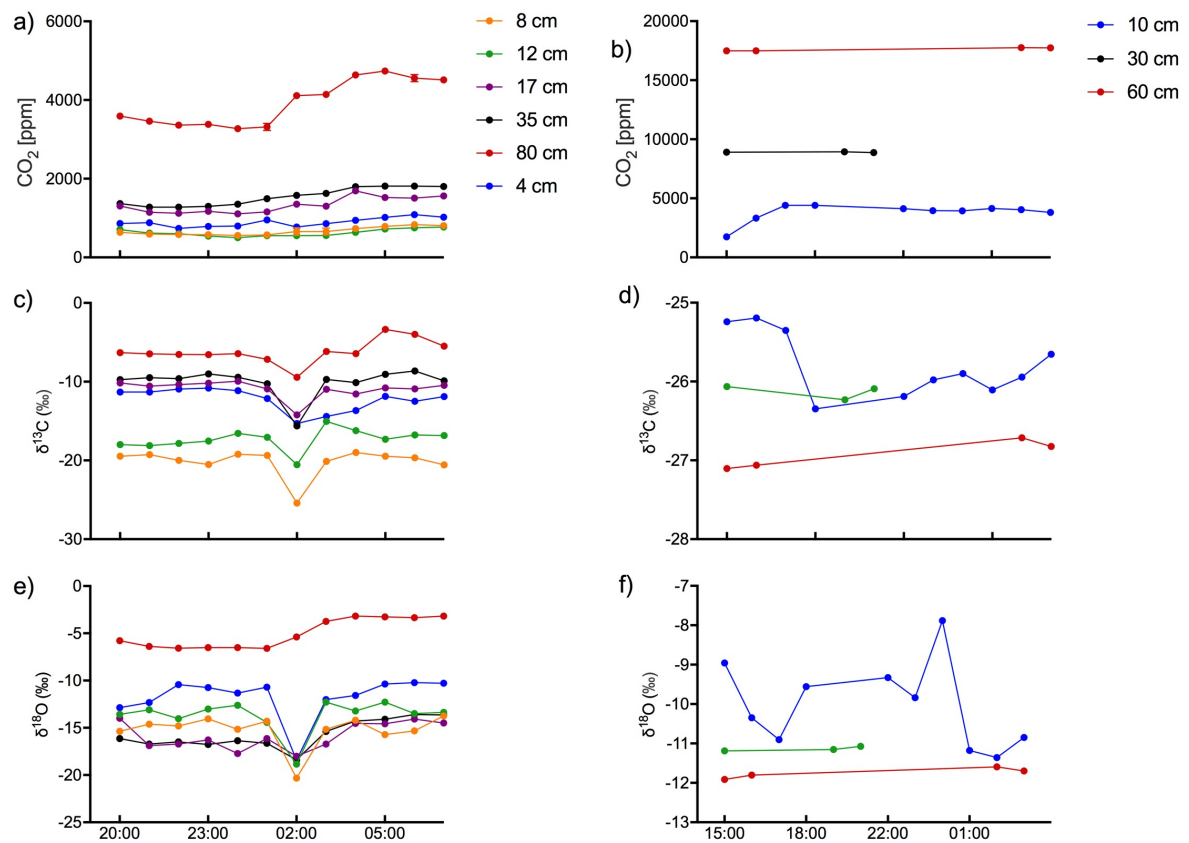 a)
CO2 [ppm]
6000
4000
2000
0
8 cm
12 cm
17 cm
35 cm
80 cm
4 cm
b)
CO2 [ppm]
20000
15000
10000
5000
0
10 cm
30 cm
60 cm
c)
δ13C (‰)
0
-10
-20
-30
d)
δ13C (‰)
-25
-26
-27
-28
e)
δ18O (‰)
0
-5
-10
-15
-20
-25
20:00 23:00 02:00 05:00
f)
δ18O (‰)
-7
-8
-9
-10
-11
-12
-13
15:00 18:00 22:00 01:00